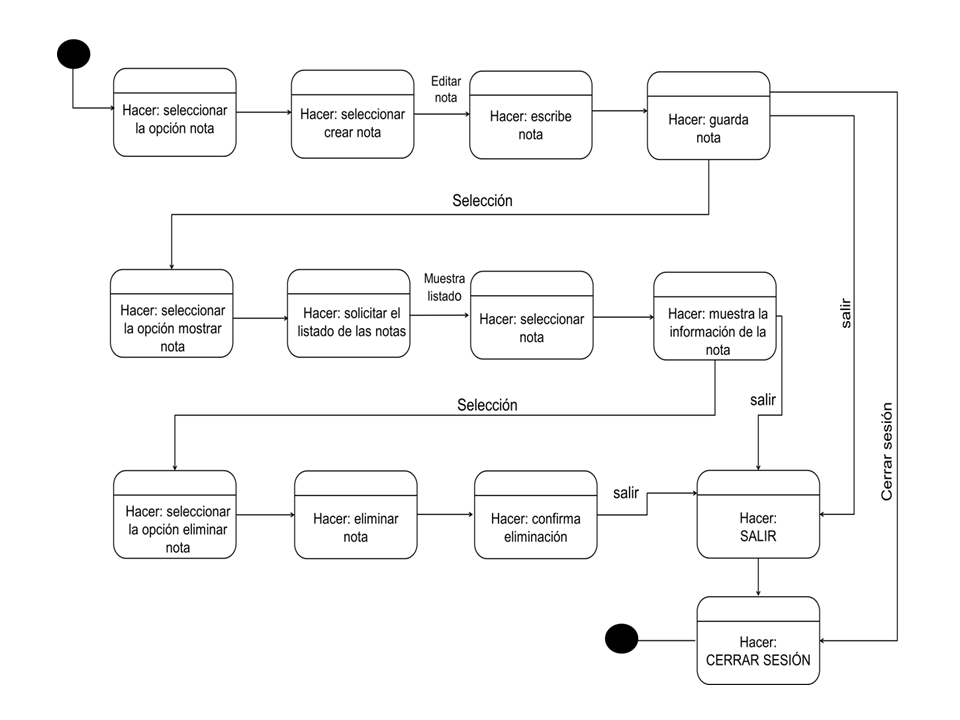 Hacer: seleccionar
la opción nota
Hacer: seleccionar
crear nota
Editar
nota
Hacer: escribe
nota
Hacer: guarda
nota
Selección
Hacer: seleccionar
la opción mostrar
nota
Hacer: solicitar el
listado de las notas
Muestra
listado
Hacer: seleccionar
nota
Hacer: muestra la
información de la
nota
salir
Selección
salir
Cerrar sesión
Hacer: seleccionar
la opción eliminar
nota
Hacer: eliminar
nota
Hacer: confirma
eliminación
salir
Hacer:
SALIR
Hacer:
CERRAR SESIÓN